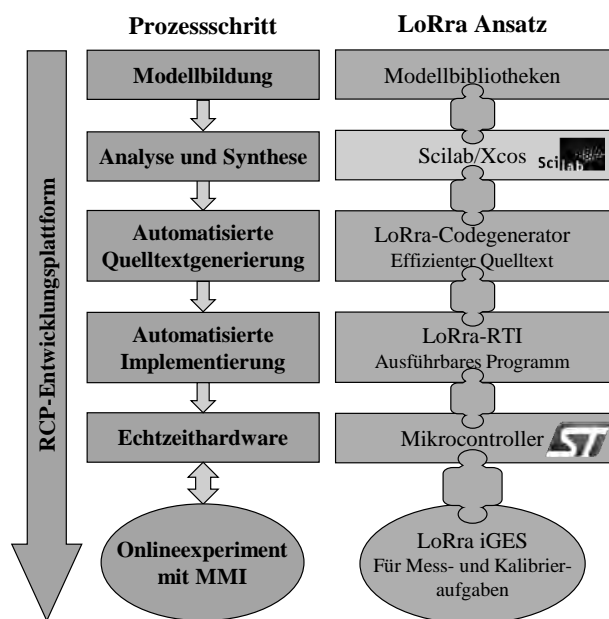 Prozessschritt
LoRra Ansatz
RCP-Entwicklungsplattform
Modellbildung
Modellbibliotheken
Analyse und Synthese
Scilab/Xcos
Scilab
Automatisierte
Quelltextgenerierung
LoRra-Codegenerator
Effizienter Quelltext
Automatisierte
Implementierung
LoRra-RTI
Ausführbares Programm
Echtzeithardware
Mikrocontroller
ST
Onlineexperiment
mit MMI
LoRra iGES
Für Mess- und Kalibrier-
aufgaben